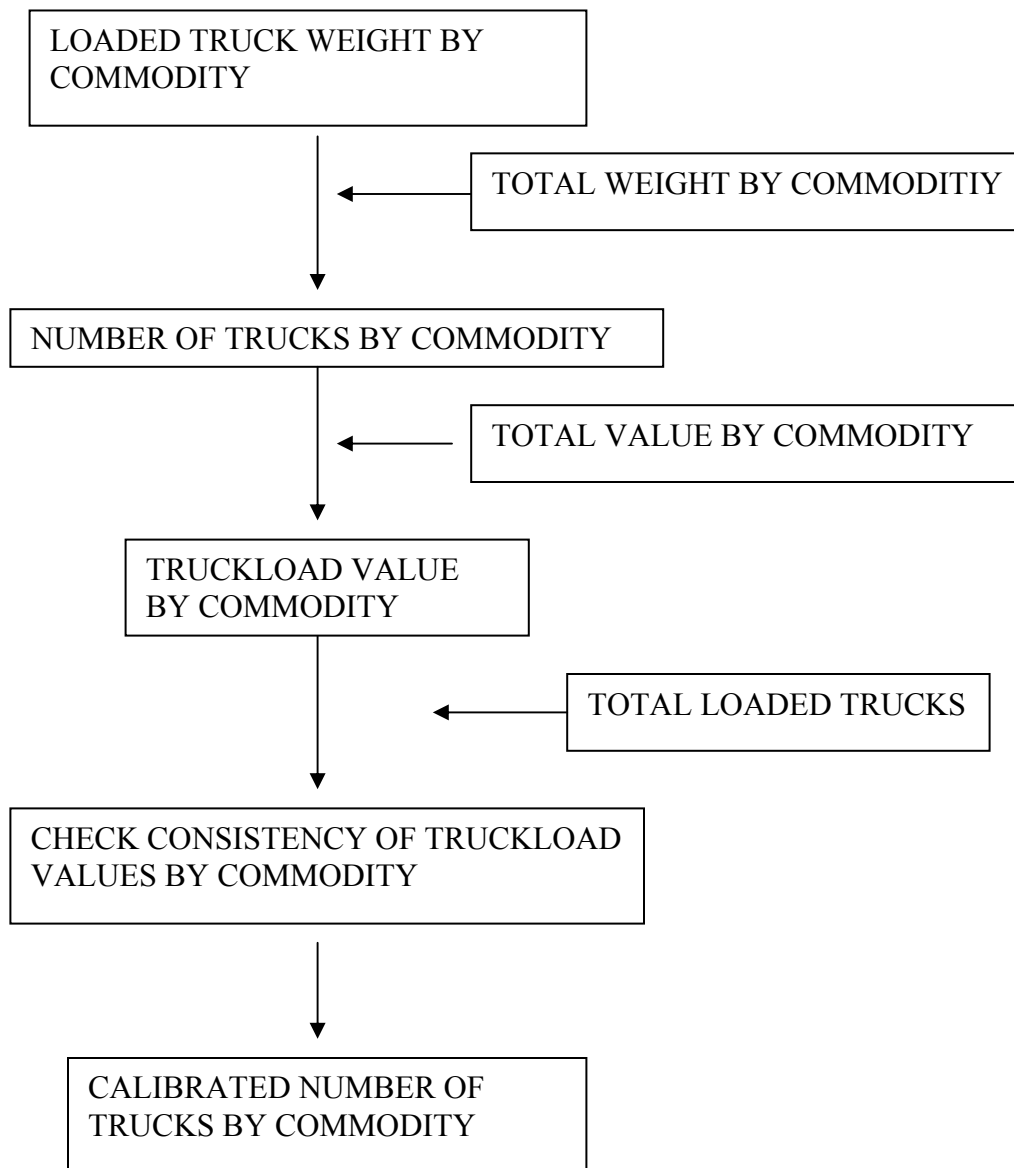 LOADED TRUCK WEIGHT BY
COMMODITY
TOTAL WEIGHT BY COMMODITIY
NUMBER OF TRUCKS BY COMMODITY
TOTAL VALUE BY COMMODITY
TRUCKLOAD VALUE
BY COMMODITY
TOTAL LOADED TRUCKS
CHECK CONSISTENCY OF TRUCKLOAD
VALUES BY COMMODITY
CALIBRATED NUMBER OF
TRUCKS BY COMMODITY